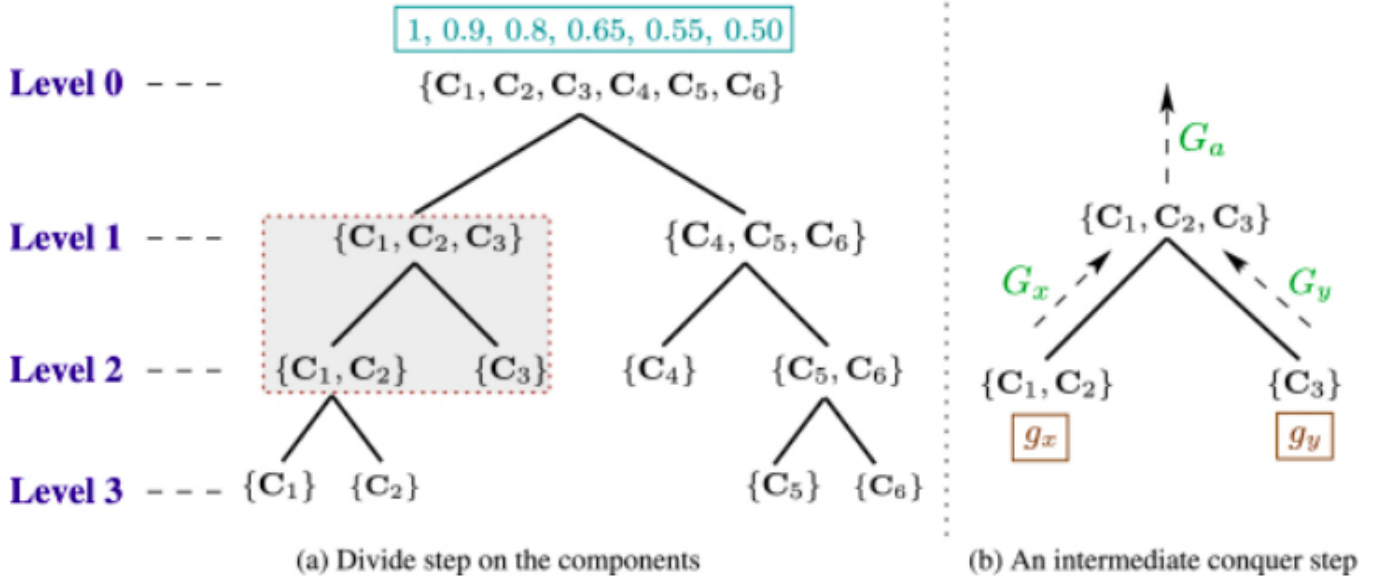 1, 0.9, 0.8, 0.65, 0.55, 0.50
Level 0 {C₁, C₂, C₃, C₄, C₅, C₆}
Level 1 {C₁, C₂, C₃} {C₄, C₅, C₆}
Level 2 {C₁, C₂} {C₃} {C₄} {C₅, C₆}
Level 3 {C₁} {C₂} {C₅} {C₆}
(a) Divide step on the components
Gₐ
{C₁, C₂, C₃}
Gₓ G_y
{C₁, C₂} {C₃}
gₓ g_y
(b) An intermediate conquer step